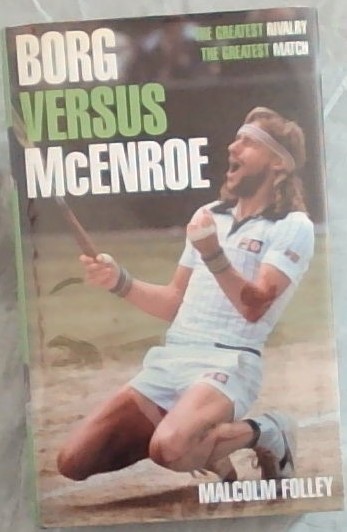 BORG
VERSUS
McENROE
THE GREATEST RIVALRY
THE GREATEST MATCH
MALCOLM FOLLEY